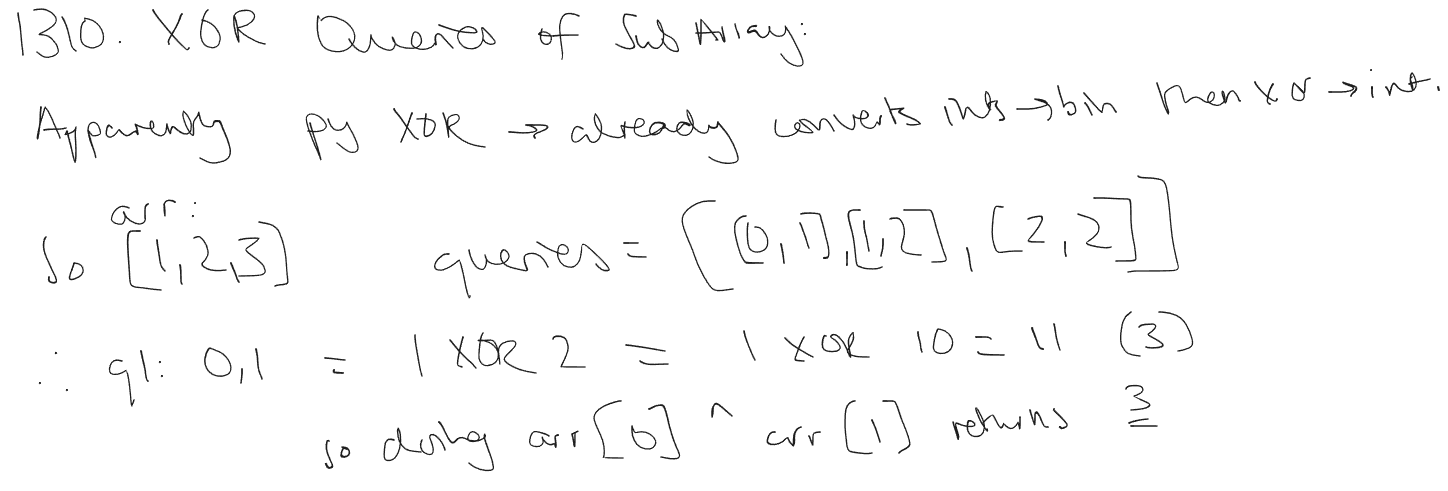 1310. XOR Queries of SubArray:
Apparently py XOR → already converts ints → bin then xor → int.
arr:
So [1,2,3] queries = [[0,1],[1,2],[2,2]]
∴ q1: 0,1 = 1 XOR 2 = 1 XOR 10 = 11 (3)
so doing arr[0] ^ arr[1] returns 3